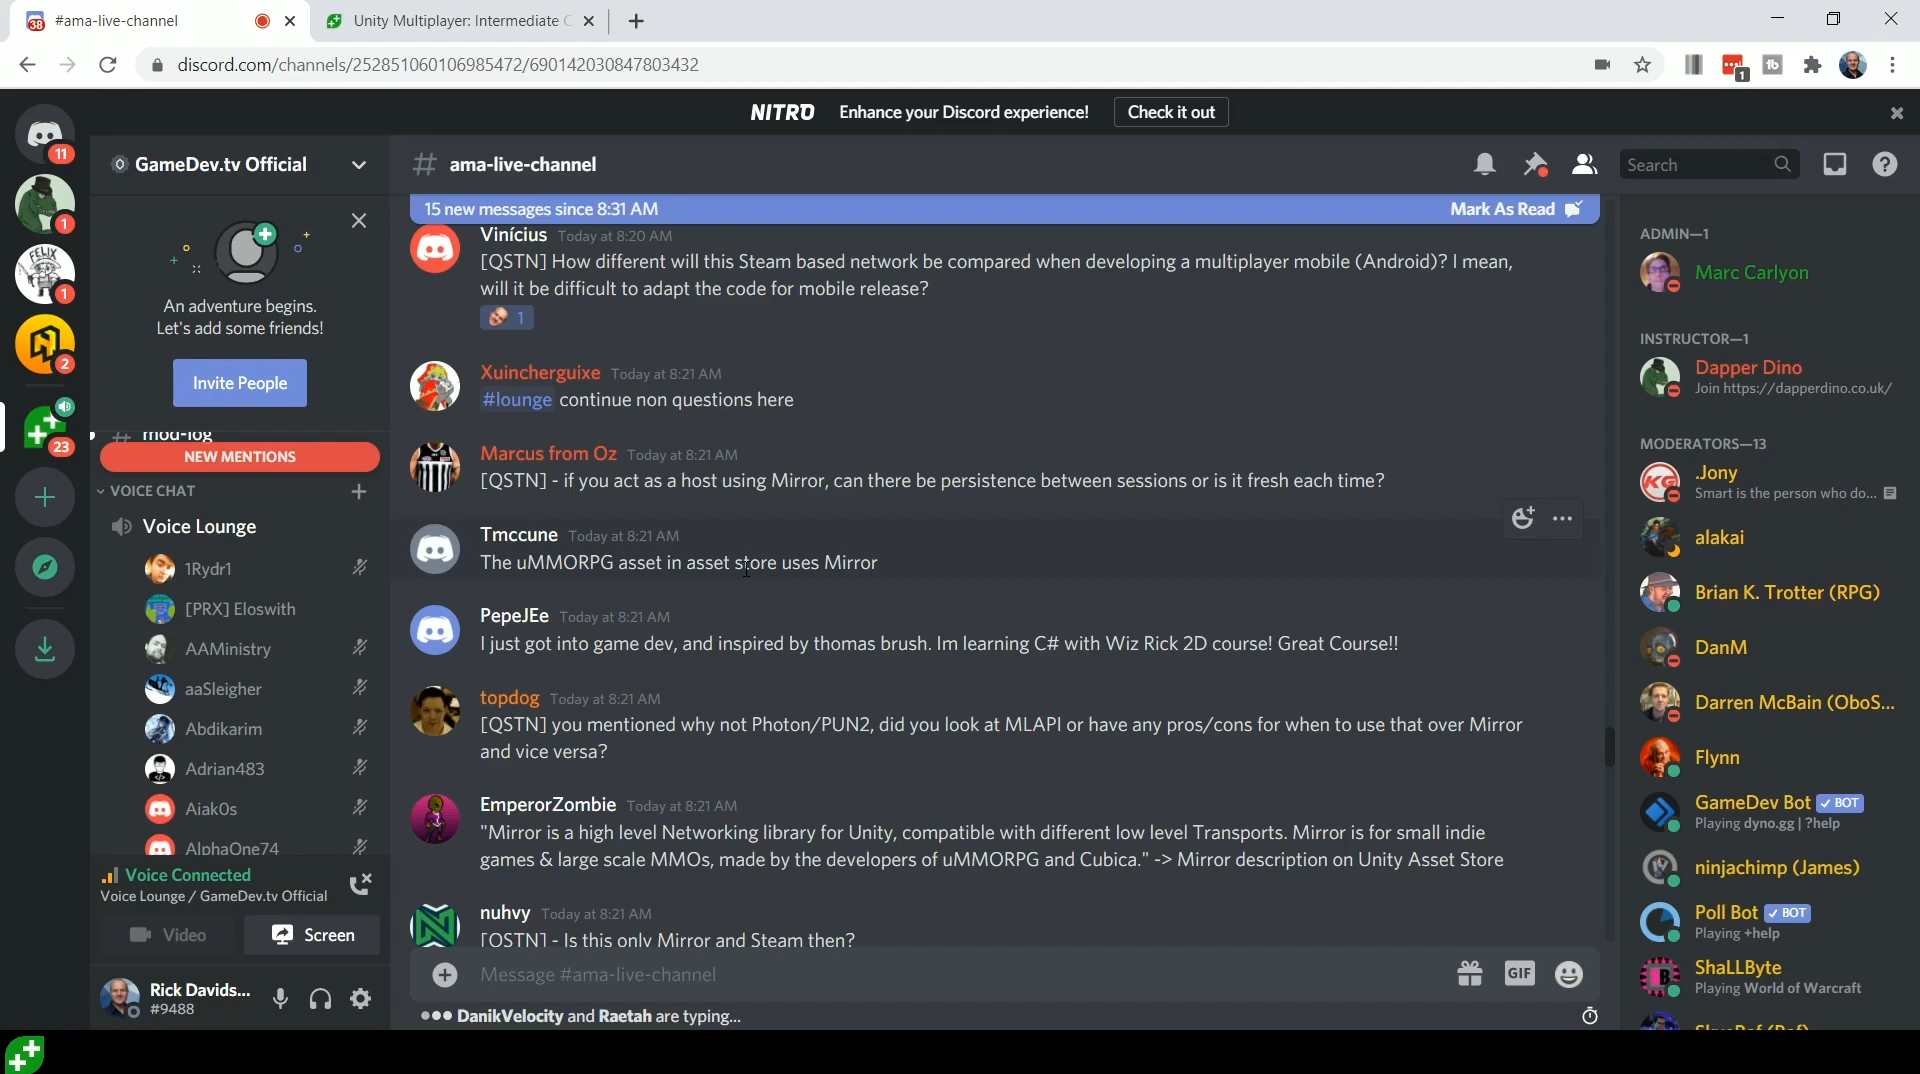 38 #ama-live-channel
Unity Multiplayer: Intermediate C
discord.com/channels/252851060106985472/690142030847803432
1
NITRO Enhance your Discord experience! Check it out
11
1
FELIX
1
2
23
GameDev.tv Official
An adventure begins.
Let's add some friends!
Invite People
# mod-log
NEW MENTIONS
VOICE CHAT
Voice Lounge
1Rydr1
[PRX] Eloswith
AAMinistry
aaSleigher
Abdikarim
Adrian483
Aiak0s
AlphaOne74
Voice Connected
Voice Lounge / GameDev.tv Official
Video
Screen
Rick Davids...
#9488
# ama-live-channel
Search
15 new messages since 8:31 AM Mark As Read
Vinícius Today at 8:20 AM
[QSTN] How different will this Steam based network be compared when developing a multiplayer mobile (Android)? I mean,
will it be difficult to adapt the code for mobile release?
1
Xuincherguixe Today at 8:21 AM
#lounge continue non questions here
Marcus from Oz Today at 8:21 AM
[QSTN] - if you act as a host using Mirror, can there be persistence between sessions or is it fresh each time?
Tmccune Today at 8:21 AM
The uMMORPG asset in asset store uses Mirror
PepeJEe Today at 8:21 AM
I just got into game dev, and inspired by thomas brush. Im learning C# with Wiz Rick 2D course! Great Course!!
topdog Today at 8:21 AM
[QSTN] you mentioned why not Photon/PUN2, did you look at MLAPI or have any pros/cons for when to use that over Mirror
and vice versa?
EmperorZombie Today at 8:21 AM
"Mirror is a high level Networking library for Unity, compatible with different low level Transports. Mirror is for small indie
games & large scale MMOs, made by the developers of uMMORPG and Cubica." -> Mirror description on Unity Asset Store
nuhvy Today at 8:21 AM
[QSTN] - Is this only Mirror and Steam then?
Message #ama-live-channel
GIF
DanikVelocity and Raetah are typing...
ADMIN—1
Marc Carlyon
INSTRUCTOR—1
Dapper Dino
Join https://dapperdino.co.uk/
MODERATORS—13
.Jony
Smart is the person who do...
alakai
Brian K. Trotter (RPG)
DanM
Darren McBain (OboS...
Flynn
GameDev Bot BOT
Playing dyno.gg | ?help
ninjachimp (James)
Poll Bot BOT
Playing +help
ShaLLByte
Playing World of Warcraft